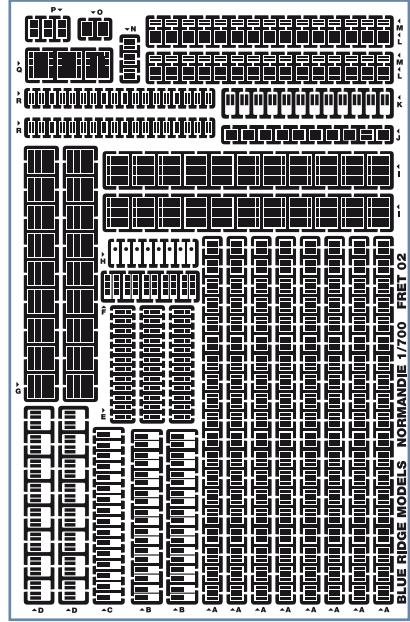 P
O
N
M
L
Q
M
L
R
K
R
J
I
I
H
F
G
E
D D C B B A A A A A A A A
BLUE RIDGE MODELS NORMANDIE 1/700 FRET 02